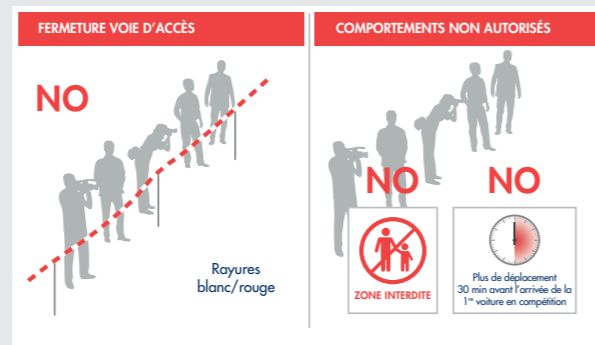 FERMETURE VOIE D’ACCÈS
NO
Rayures
blanc/rouge
COMPORTEMENTS NON AUTORISÉS
NO
ZONE INTERDITE
NO
Plus de déplacement
30 min avant l’arrivée de la
1re voiture en compétition